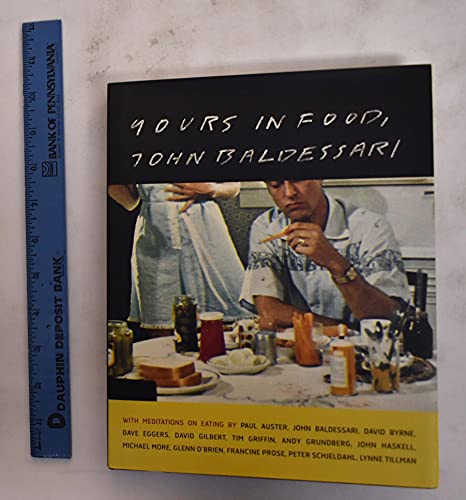 YOURS IN FOOD,
JOHN BALDESSARI
WITH MEDITATIONS ON EATING BY PAUL AUSTER, JOHN BALDESSARI, DAVID BYRNE,
DAVE EGGERS, DAVID GILBERT, TIM GRIFFIN, ANDY GRUNDBERG, JOHN HASKELL,
MICHAEL MORE, GLENN O'BRIEN, FRANCINE PROSE, PETER SCHJELDAHL, LYNNE TILLMAN
BANK OF PENNSYLVANIA
DAUPHIN DEPOSIT BANK